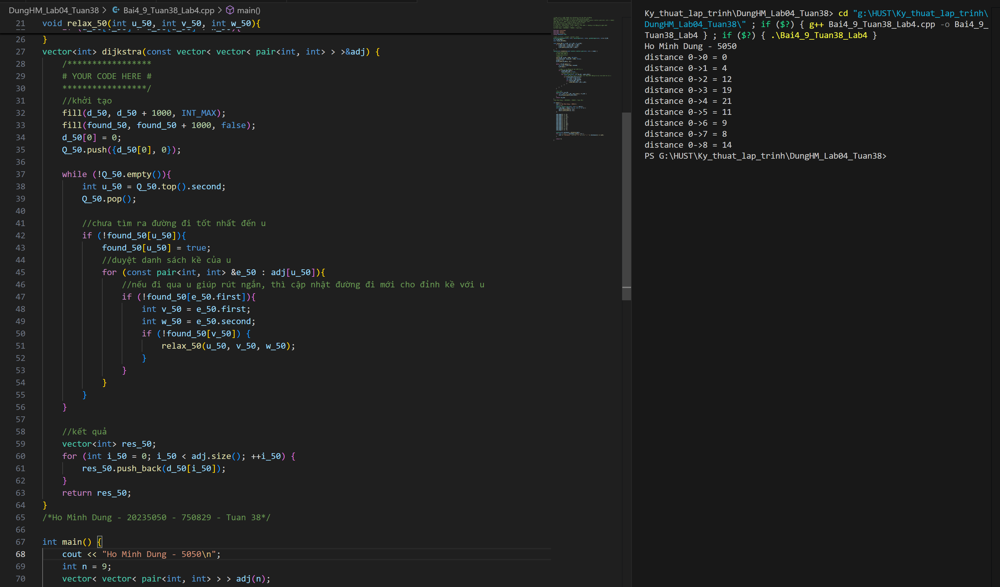 DungHM_Lab04_Tuan38 > Bai4_9_Tuan38_Lab4.cpp > main()
21 void relax_50(int u_50, int v_50, int w_50){
26 }
27 vector<int> dijkstra(const vector< vector< pair<int, int> > >&adj) {
28 /*****************
29 # YOUR CODE HERE #
30 *****************/
31 //khởi tạo
32 fill(d_50, d_50 + 1000, INT_MAX);
33 fill(found_50, found_50 + 1000, false);
34 d_50[0] = 0;
35 Q_50.push({d_50[0], 0});
36
37 while (!Q_50.empty()){
38 int u_50 = Q_50.top().second;
39 Q_50.pop();
40
41 //chưa tìm ra đường đi tốt nhất đến u
42 if (!found_50[u_50]){
43 found_50[u_50] = true;
44 //duyệt danh sách kề của u
45 for (const pair<int, int> &e_50 : adj[u_50]){
46 //nếu đi qua u giúp rút ngắn, thì cập nhật đường đi mới cho đỉnh kề với u
47 if (!found_50[e_50.first]){
48 int v_50 = e_50.first;
49 int w_50 = e_50.second;
50 if (!found_50[v_50]) {
51 relax_50(u_50, v_50, w_50);
52 }
53 }
54 }
55 }
56 }
57
58 //kết quả
59 vector<int> res_50;
60 for (int i_50 = 0; i_50 < adj.size(); ++i_50) {
61 res_50.push_back(d_50[i_50]);
62 }
63 return res_50;
64 }
65 /*Ho Minh Dung - 20235050 - 750829 - Tuan 38*/
66
67 int main() {
68 cout << "Ho Minh Dung - 5050\n";
69 int n = 9;
70 vector< vector< pair<int, int> > > adj(n);
Ky_thuat_lap_trinh\DungHM_Lab04_Tuan38> cd "g:\HUST\Ky_thuat_lap_trinh\
DungHM_Lab04_Tuan38\" ; if ($?) { g++ Bai4_9_Tuan38_Lab4.cpp -o Bai4_9_
Tuan38_Lab4 } ; if ($?) { .\Bai4_9_Tuan38_Lab4 }
Ho Minh Dung - 5050
distance 0->0 = 0
distance 0->1 = 4
distance 0->2 = 12
distance 0->3 = 19
distance 0->4 = 21
distance 0->5 = 11
distance 0->6 = 9
distance 0->7 = 8
distance 0->8 = 14
PS G:\HUST\Ky_thuat_lap_trinh\DungHM_Lab04_Tuan38>